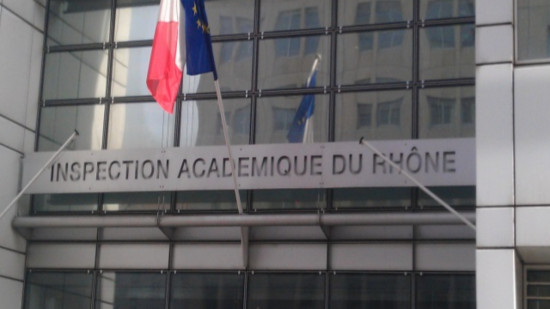 INSPECTION ACADEMIQUE DU RHÔNE